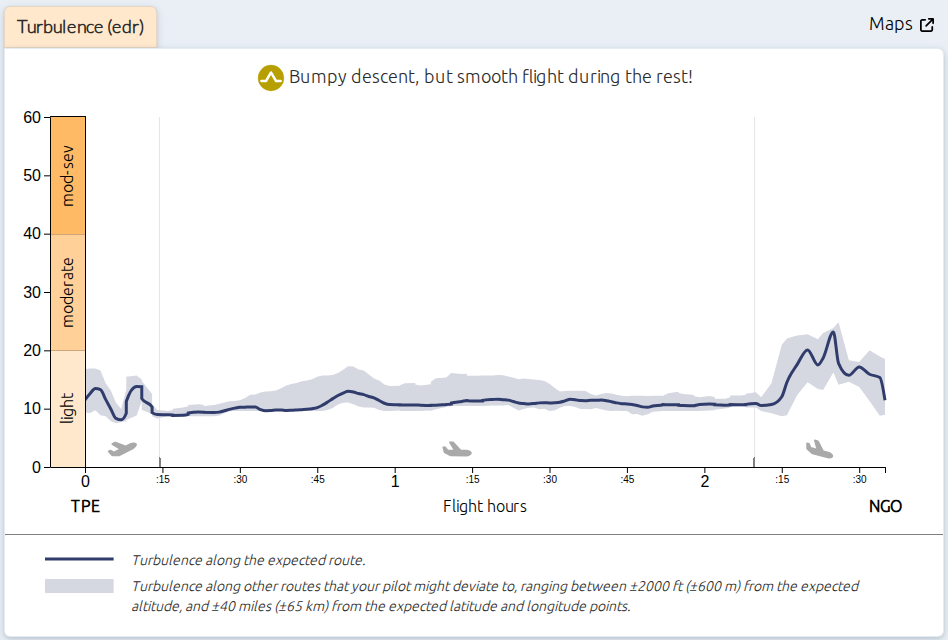 Turbulence (edr)
Maps
Bumpy descent, but smooth flight during the rest!
60
50
40
30
20
10
0
mod-sev
moderate
light
0 :15 :30 :45 1 :15 :30 :45 2 :15 :30
TPE Flight hours NGO
Turbulence along the expected route.
Turbulence along other routes that your pilot might deviate to, ranging between ±2000 ft (±600 m) from the expected
altitude, and ±40 miles (±65 km) from the expected latitude and longitude points.